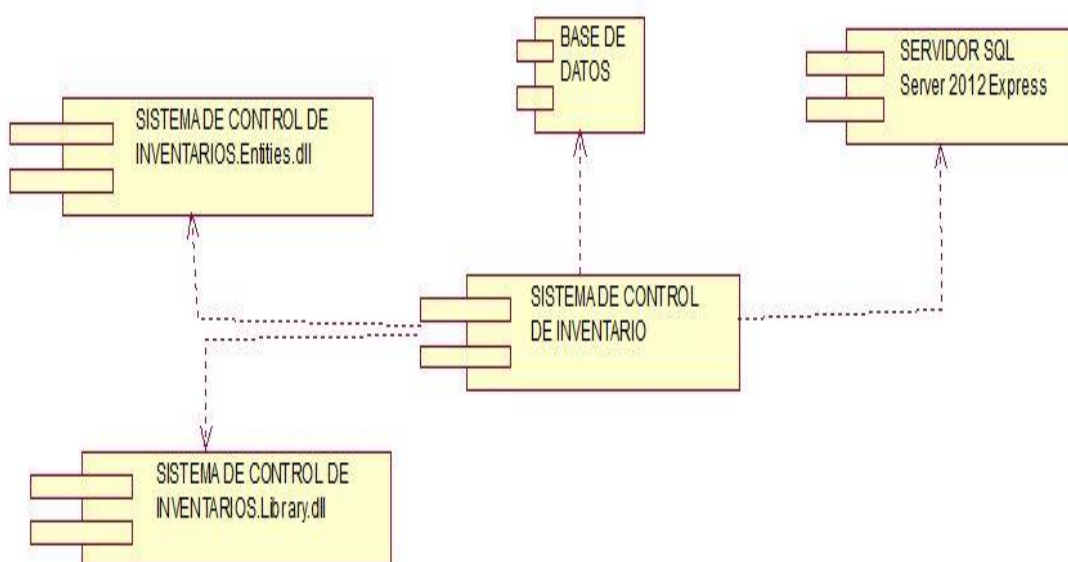 BASE DE
DATOS
SERVIDOR SQL
Server 2012 Express
SISTEMA DE CONTROL DE
INVENTARIOS.Entities.dll
SISTEMA DE CONTROL
DE INVENTARIO
SISTEMA DE CONTROL DE
INVENTARIOS.Library.dll